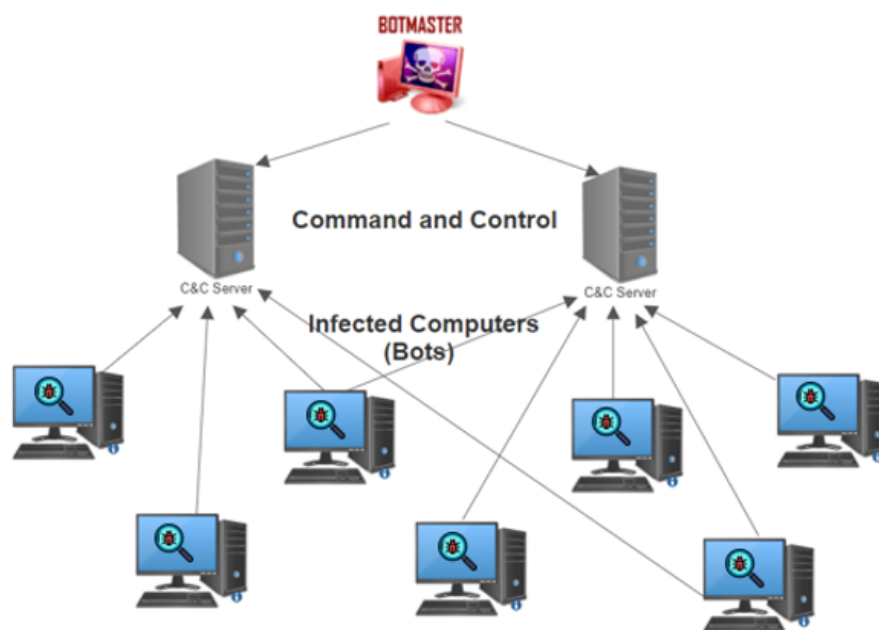 BOTMASTER
Command and Control
C&C Server
C&C Server
Infected Computers
(Bots)